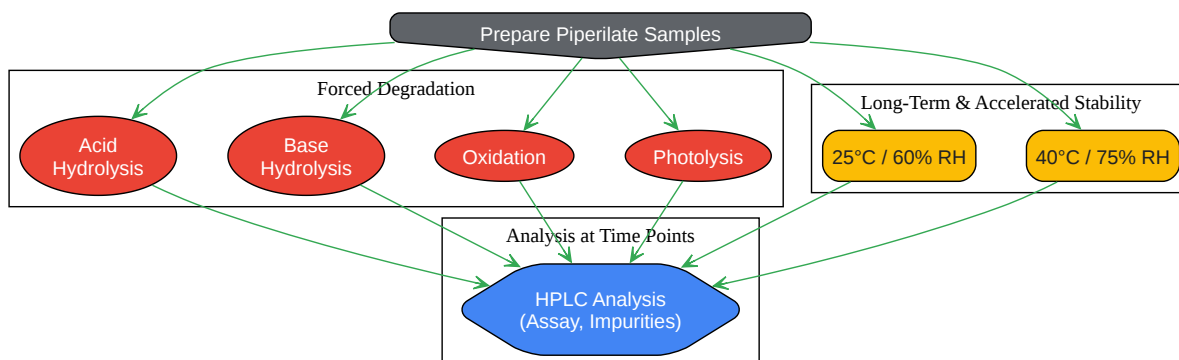 Prepare Piperilate Samples
Forced Degradation
Long-Term & Accelerated Stability
Acid
Hydrolysis
Base
Hydrolysis
Oxidation
Photolysis
25°C / 60% RH
40°C / 75% RH
Analysis at Time Points
HPLC Analysis
(Assay, Impurities)